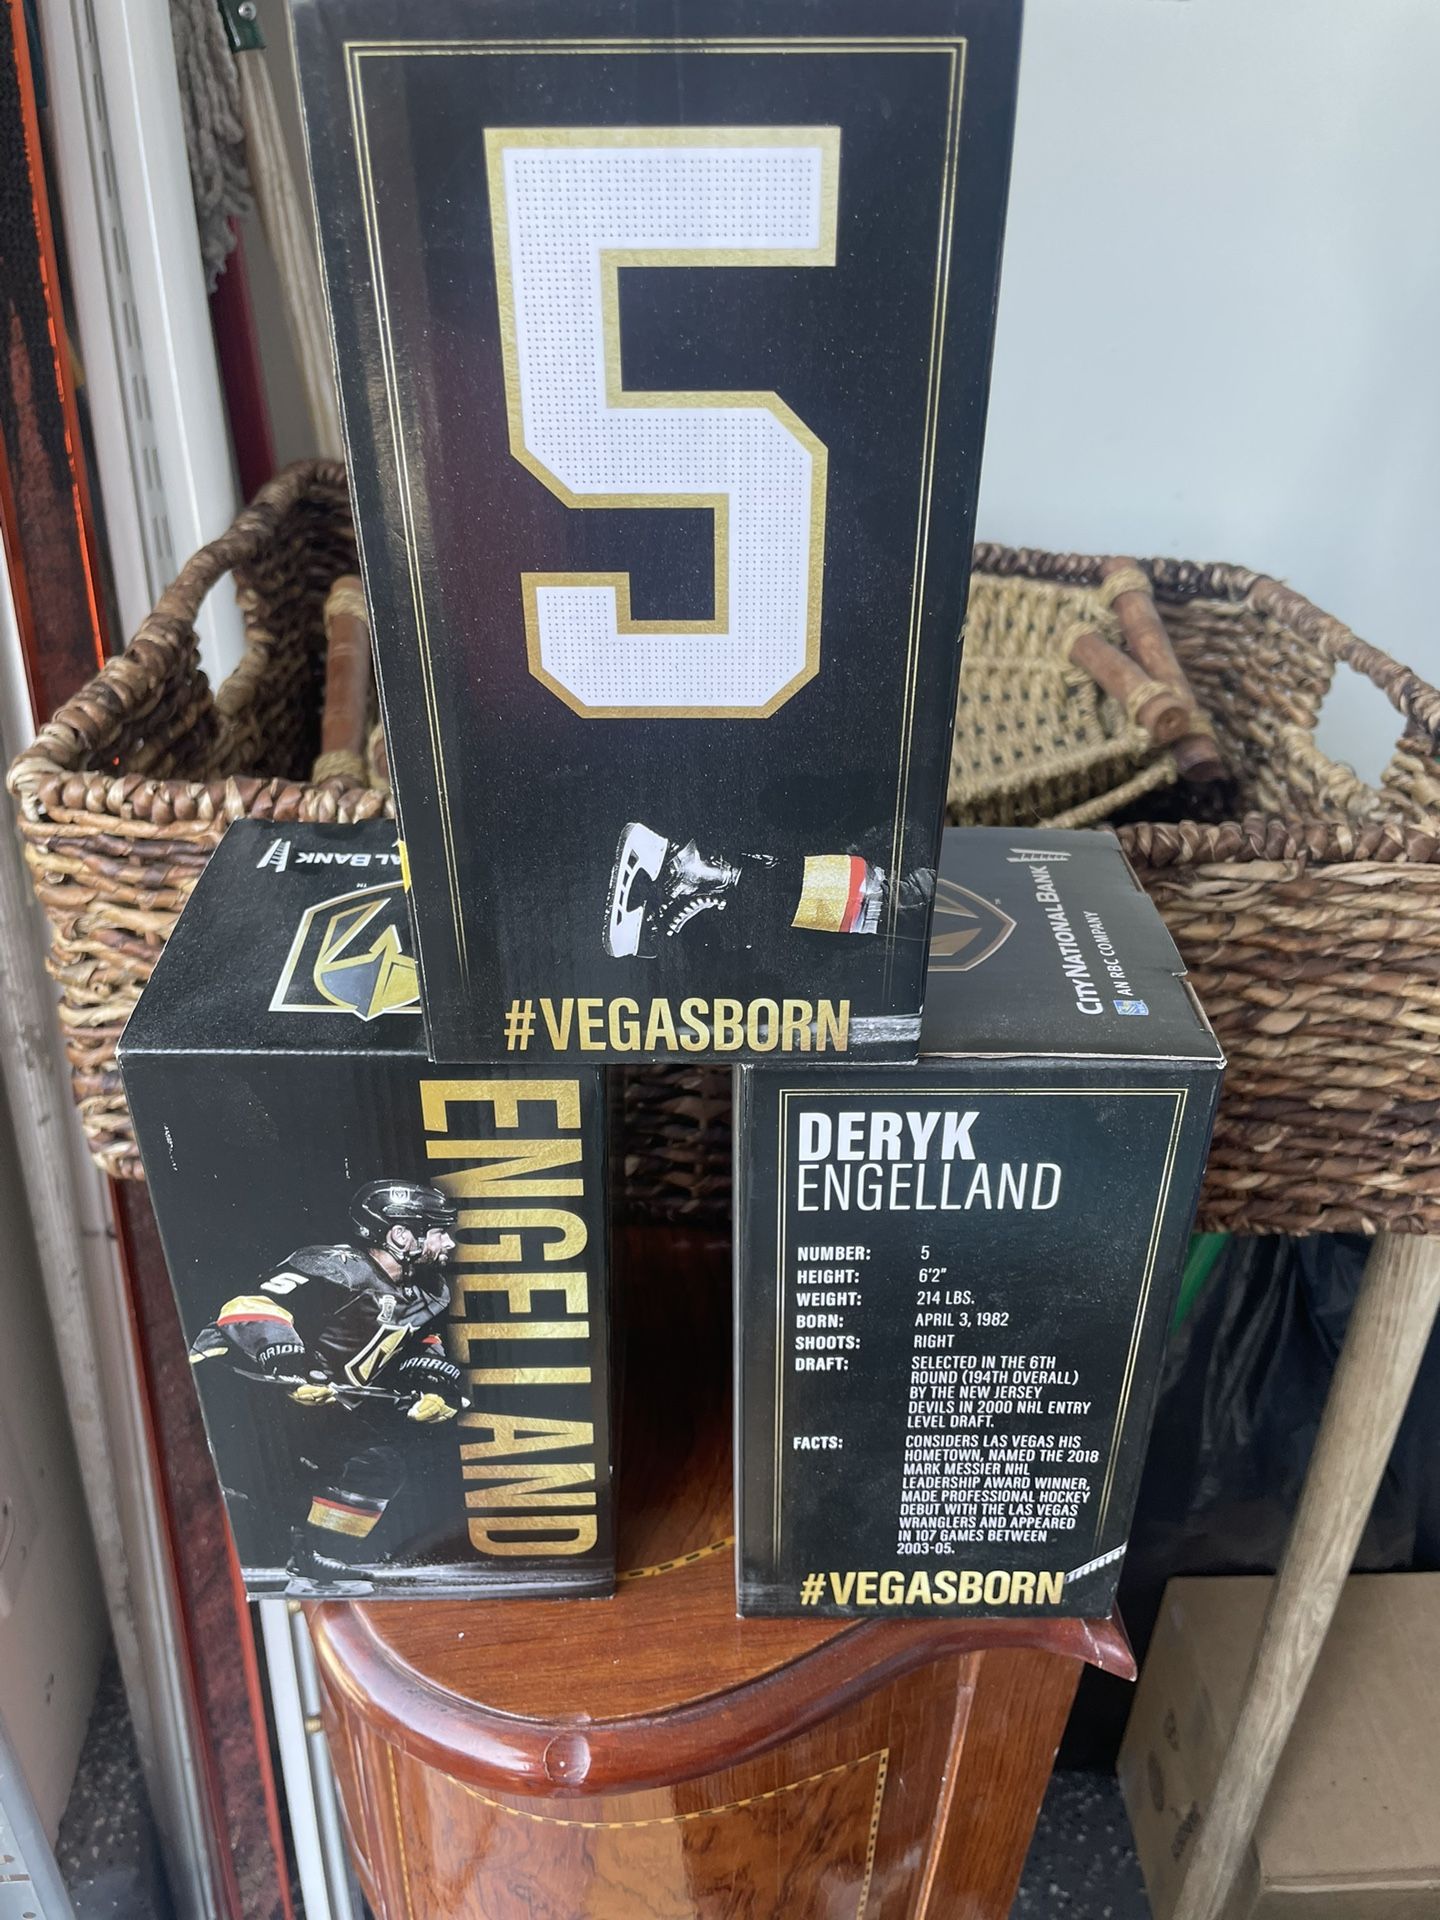 5
#VEGASBORN
AL BANK
™
ENGELLAND
5
WARRIOR
CITY NATIONAL BANK
AN RBC COMPANY
DERYK
ENGELLAND
NUMBER: 5
HEIGHT: 6'2"
WEIGHT: 214 LBS.
BORN: APRIL 3, 1982
SHOOTS: RIGHT
DRAFT: SELECTED IN THE 6TH
ROUND (194TH OVERALL)
BY THE NEW JERSEY
DEVILS IN 2000 NHL ENTRY
LEVEL DRAFT.
FACTS: CONSIDERS LAS VEGAS HIS
HOMETOWN, NAMED THE 2018
MARK MESSIER NHL
LEADERSHIP AWARD WINNER,
MADE PROFESSIONAL HOCKEY
DEBUT WITH THE LAS VEGAS
WRANGLERS AND APPEARED
IN 107 GAMES BETWEEN
2003-05.
#VEGASBORN